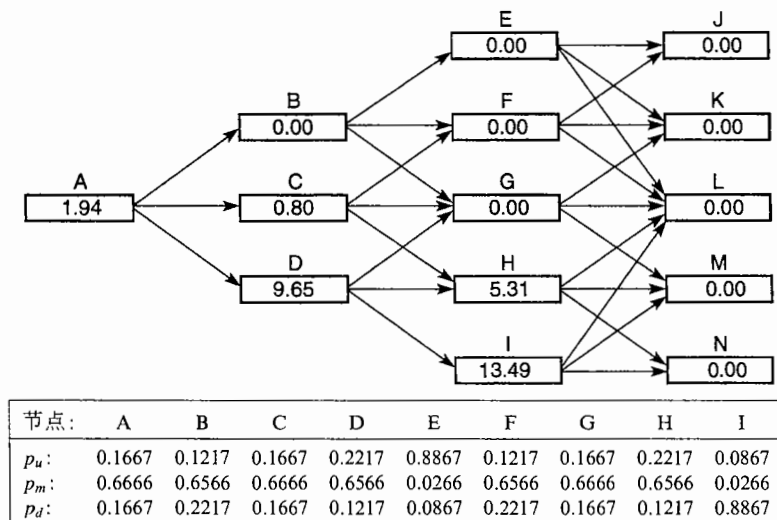 E J
0.00 0.00
B F K
0.00 0.00 0.00
A C G L
1.94 0.80 0.00 0.00
D H M
9.65 5.31 0.00
I N
13.49 0.00
节点: A B C D E F G H I
p_u: 0.1667 0.1217 0.1667 0.2217 0.8867 0.1217 0.1667 0.2217 0.0867
p_m: 0.6666 0.6566 0.6666 0.6566 0.0266 0.6566 0.6666 0.6566 0.0266
p_d: 0.1667 0.2217 0.1667 0.1217 0.0867 0.2217 0.1667 0.1217 0.8867